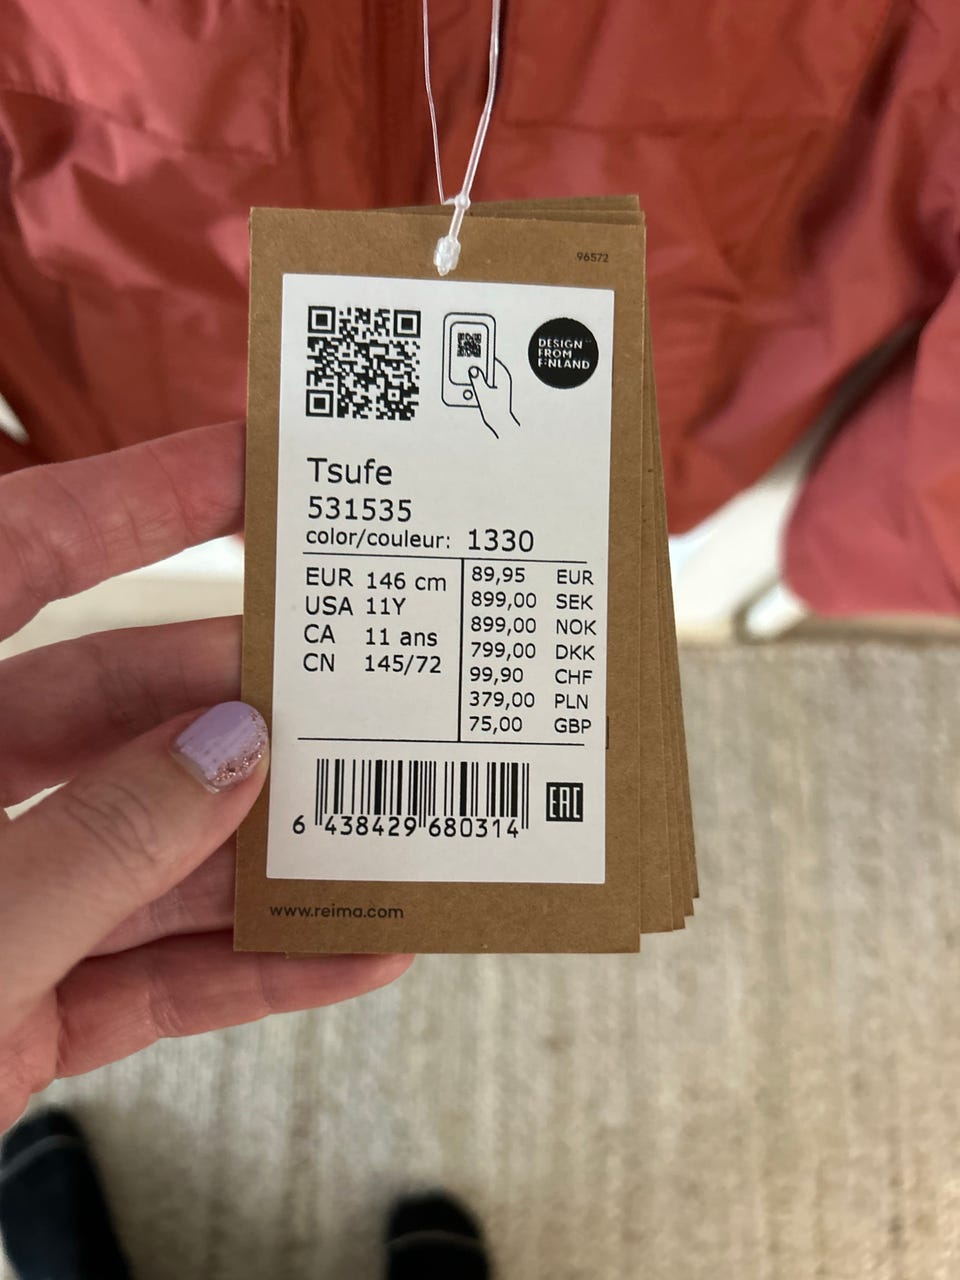 96572
DESIGN
FROM
FINLAND
Tsufe
531535
color/couleur: 1330
EUR 146 cm
USA 11Y
CA 11 ans
CN 145/72
89,95 EUR
899,00 SEK
899,00 NOK
799,00 DKK
99,90 CHF
379,00 PLN
75,00 GBP
6 438429 680314
EAC
www.reima.com